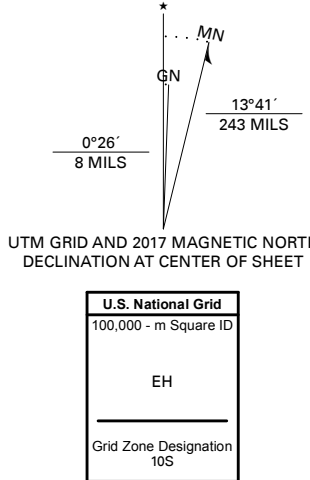 ★
MN
GN
0°26´
8 MILS
13°41´
243 MILS
UTM GRID AND 2017 MAGNETIC NORTH
DECLINATION AT CENTER OF SHEET
U.S. National Grid
100,000 - m Square ID
EH
Grid Zone Designation
10S